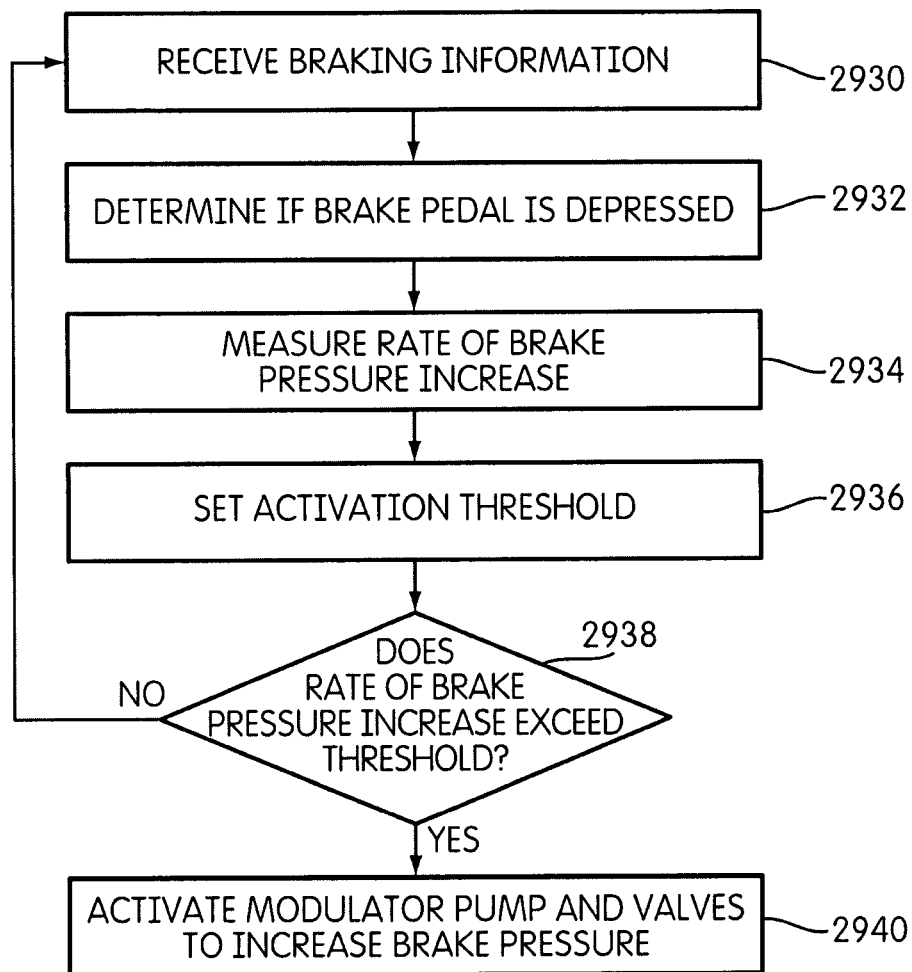 RECEIVE BRAKING INFORMATION
2930
DETERMINE IF BRAKE PEDAL IS DEPRESSED
2932
MEASURE RATE OF BRAKE
PRESSURE INCREASE
2934
SET ACTIVATION THRESHOLD
2936
2938
DOES
RATE OF BRAKE
PRESSURE INCREASE EXCEED
THRESHOLD?
NO
YES
ACTIVATE MODULATOR PUMP AND VALVES
TO INCREASE BRAKE PRESSURE
2940